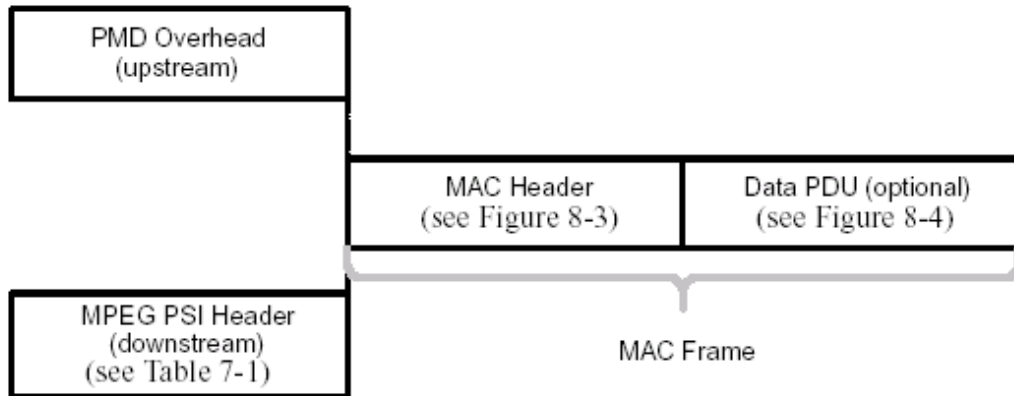 PMD Overhead
(upstream)
MAC Header
(see Figure 8-3)
Data PDU (optional)
(see Figure 8-4)
MPEG PSI Header
(downstream)
(see Table 7-1)
MAC Frame